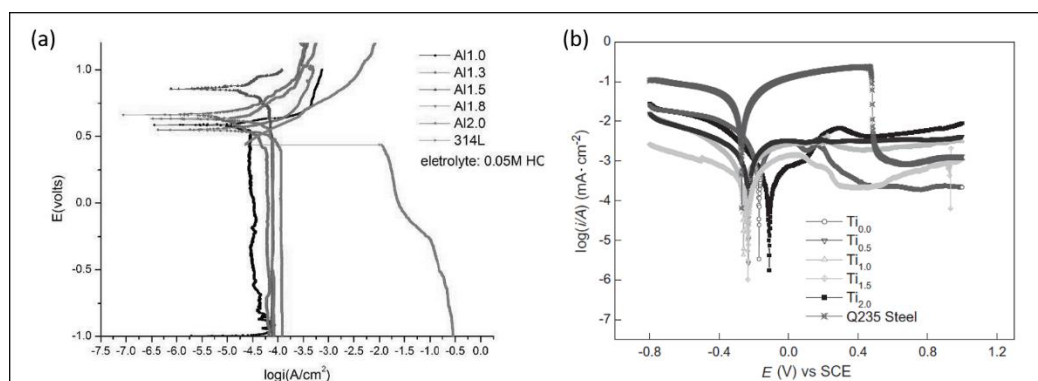 (a)
Al1.0
Al1.3
Al1.5
Al1.8
Al2.0
314L
eletrolyte: 0.05M HC
E(volts)
1.0
0.5
0.0
-0.5
-1.0
-7.5 -7.0 -6.5 -6.0 -5.5 -5.0 -4.5 -4.0 -3.5 -3.0 -2.5 -2.0 -1.5 -1.0 -0.5 0.0
logi(A/cm²)
(b)
log(i/A) (mA· cm⁻²)
0
-1
-2
-3
-4
-5
-6
-7
Ti0.0
Ti0.5
Ti1.0
Ti1.5
Ti2.0
Q235 Steel
-0.8 -0.4 0.0 0.4 0.8 1.2
E (V) vs SCE